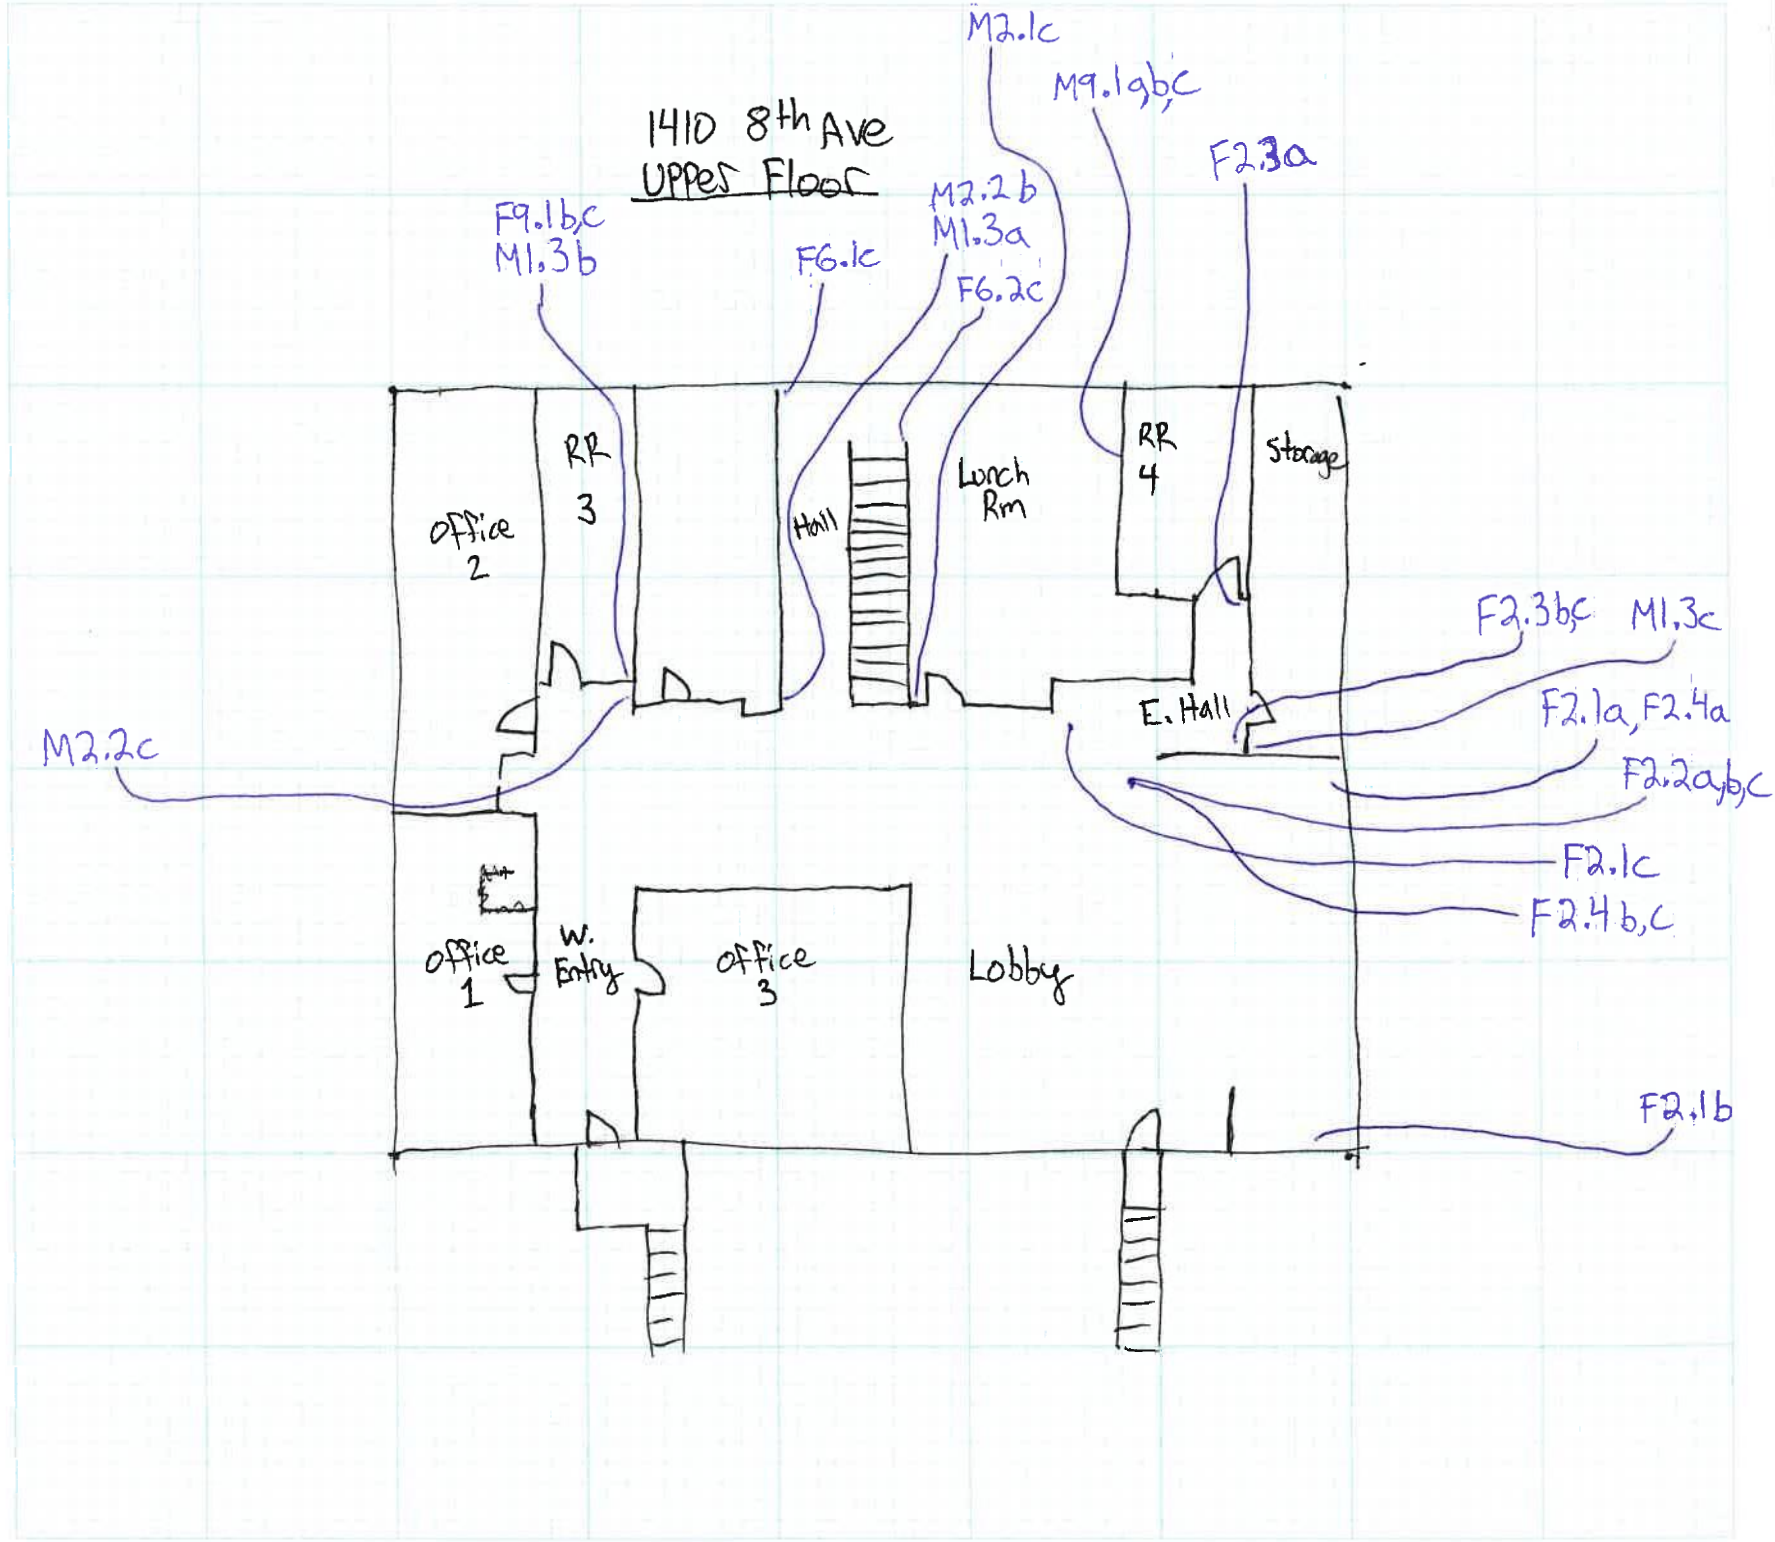 M2.1c
M9.1a,b,c
1410 8th Ave
Upper Floor
F2.3a
F9.1b,c
M1.3b
F6.1c
M2.2b
M1.3a
F6.2c
RR
3
RR
4
Storage
Office
2
Hall
Lunch
Rm
F2.3b,c
M1.3c
E. Hall
F2.1a, F2.4a
M2.2c
F2.2a,b,c
F2.1c
F2.4b,c
Office
1
W.
Entry
Office
3
Lobby
F2.1b